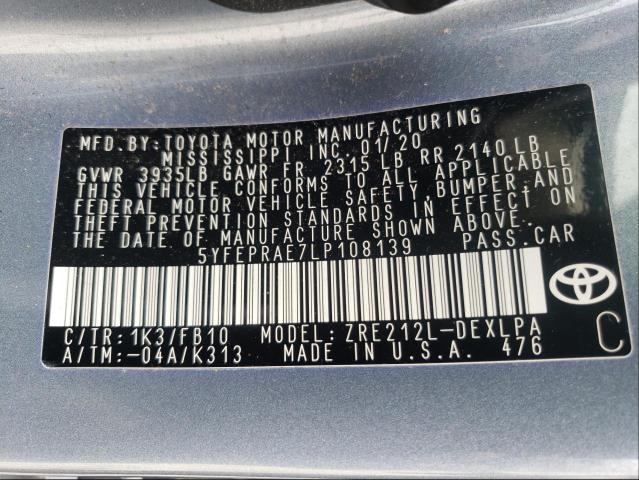 MFD.BY:TOYOTA MOTOR MANUFACTURING
MISSISSIPPI INC 01/20
GVWR 3935LB GAWR FR 2315 LB RR 2140 LB
THIS VEHICLE CONFORMS TO ALL APPLICABLE
FEDERAL MOTOR VEHICLE SAFETY,BUMPER,AND
THEFT PREVENTION STANDARDS IN EFFECT ON
THE DATE OF MANUFACTURE SHOWN ABOVE.
5YFEPRAE7LP108139 PASS.CAR
C/TR:1K3/FB10 MODEL:ZRE212L-DEXLPA
A/TM:-04A/K313 MADE IN U.S.A. 476
C